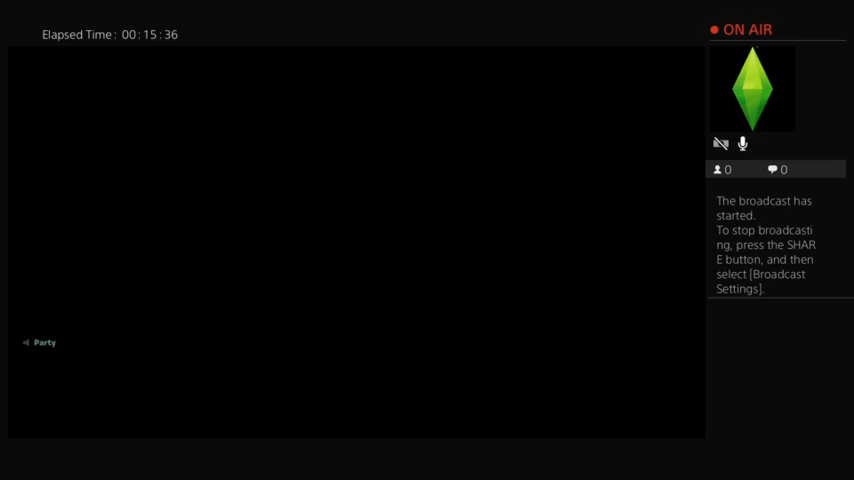 Elapsed Time: 00:15:36
ON AIR
0 0
The broadcast has
started.
To stop broadcasti
ng, press the SHAR
E button, and then
select [Broadcast
Settings].
Party